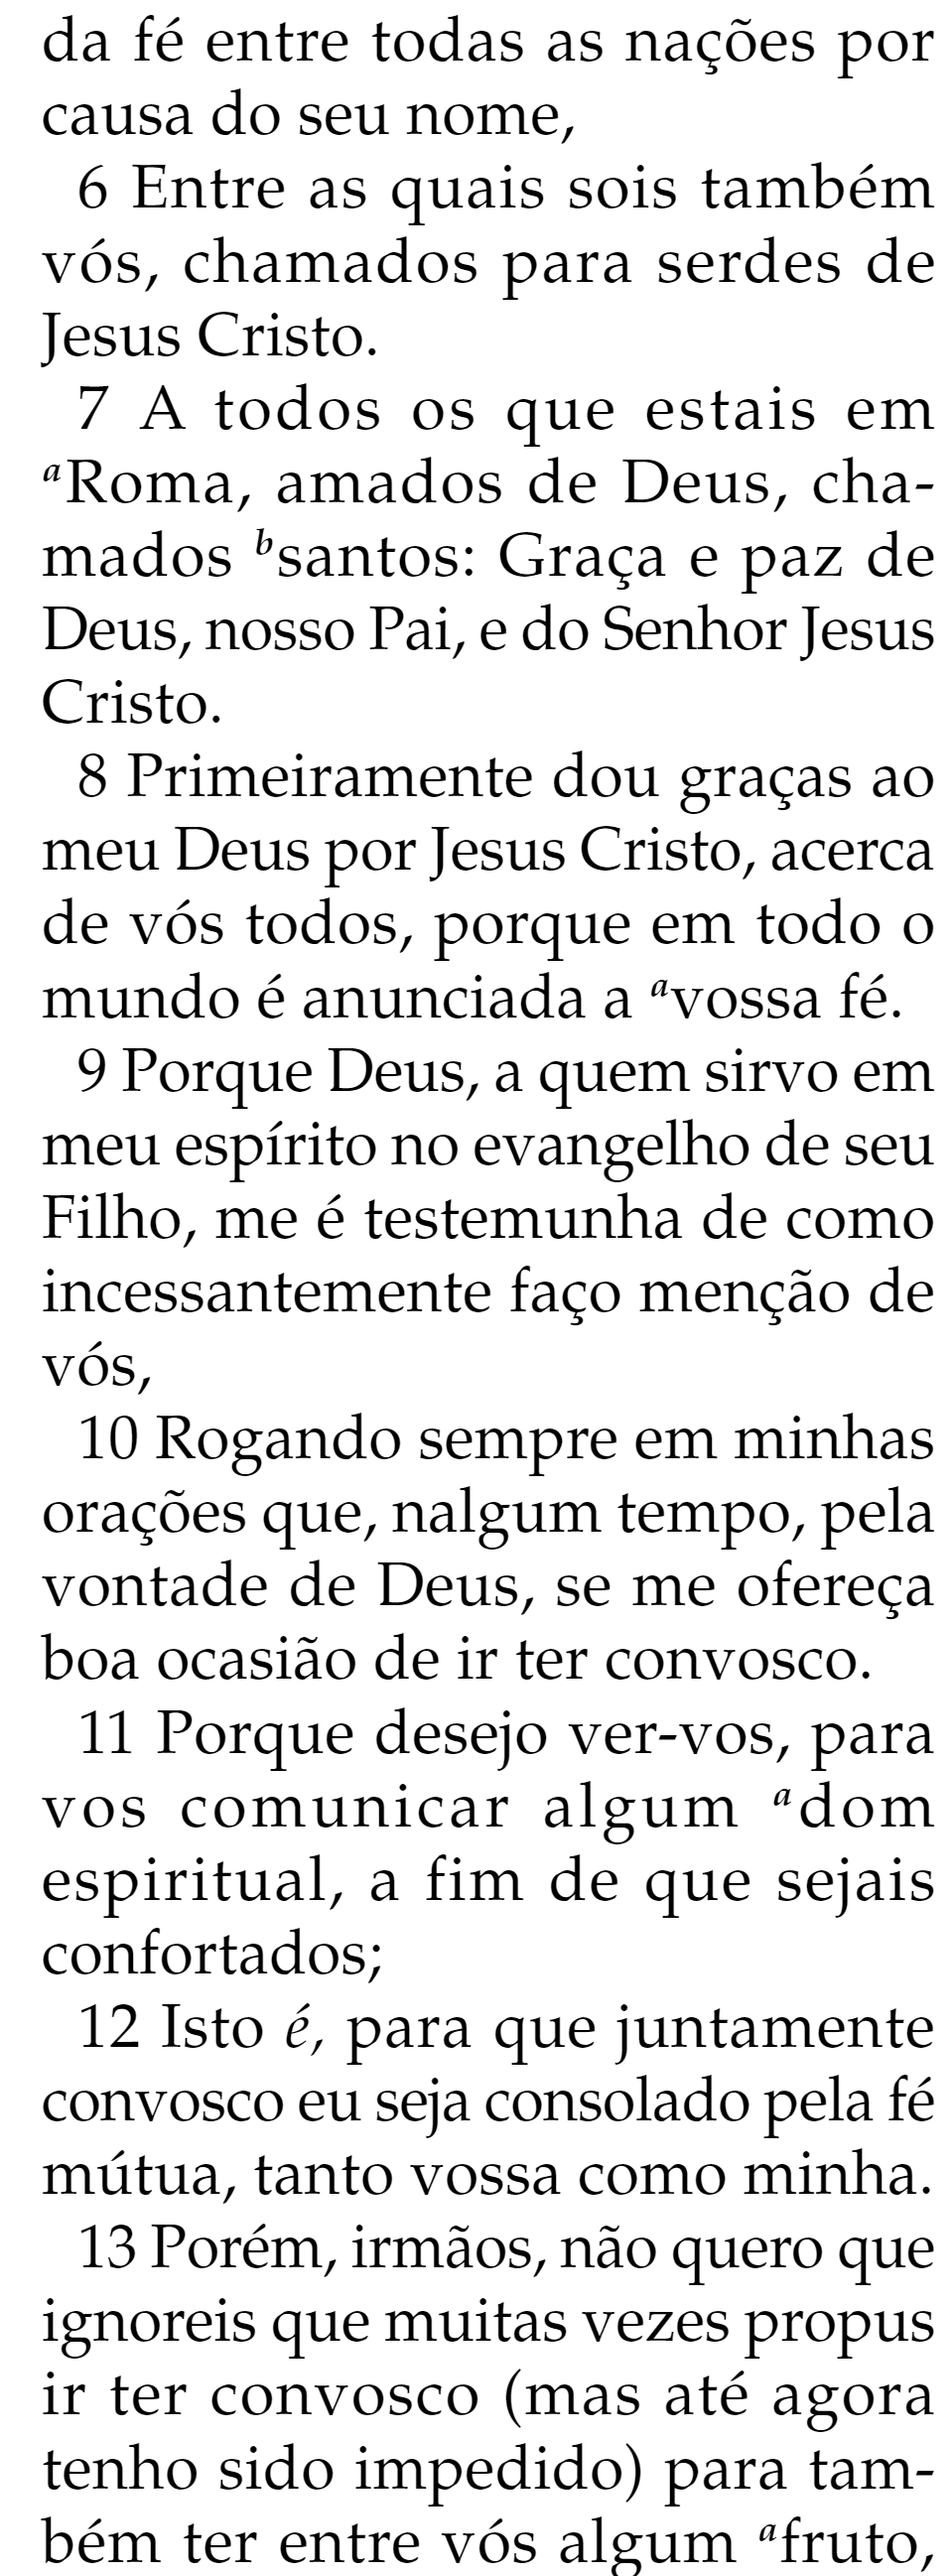 da fé entre todas as nações por
causa do seu nome,
6 Entre as quais sois também
vós, chamados para serdes de
Jesus Cristo.
7 A todos os que estais em
aRoma, amados de Deus, cha-
mados bsantos: Graça e paz de
Deus, nosso Pai, e do Senhor Jesus
Cristo.
8 Primeiramente dou graças ao
meu Deus por Jesus Cristo, acerca
de vós todos, porque em todo o
mundo é anunciada a avossa fé.
9 Porque Deus, a quem sirvo em
meu espírito no evangelho de seu
Filho, me é testemunha de como
incessantemente faço menção de
vós,
10 Rogando sempre em minhas
orações que, nalgum tempo, pela
vontade de Deus, se me ofereça
boa ocasião de ir ter convosco.
11 Porque desejo ver-vos, para
vos comunicar algum adom
espiritual, a fim de que sejais
confortados;
12 Isto é, para que juntamente
convosco eu seja consolado pela fé
mútua, tanto vossa como minha.
13 Porém, irmãos, não quero que
ignoreis que muitas vezes propus
ir ter convosco (mas até agora
tenho sido impedido) para tam-
bém ter entre vós algum afruto,